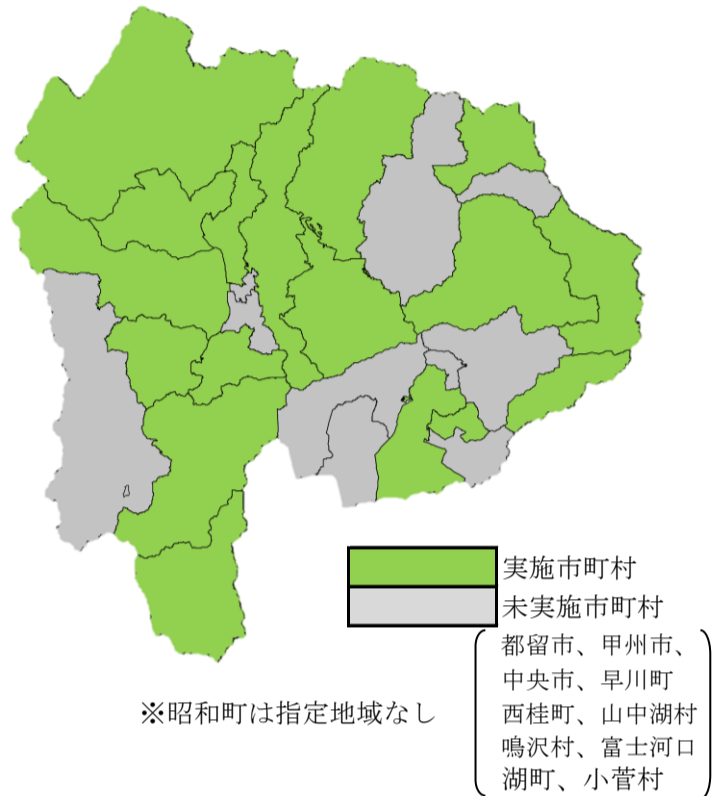 実施市町村
未実施市町村
都留市、甲州市、
中央市、早川町
西桂町、山中湖村
鳴沢村、富士河口
湖町、小菅村
※昭和町は指定地域なし